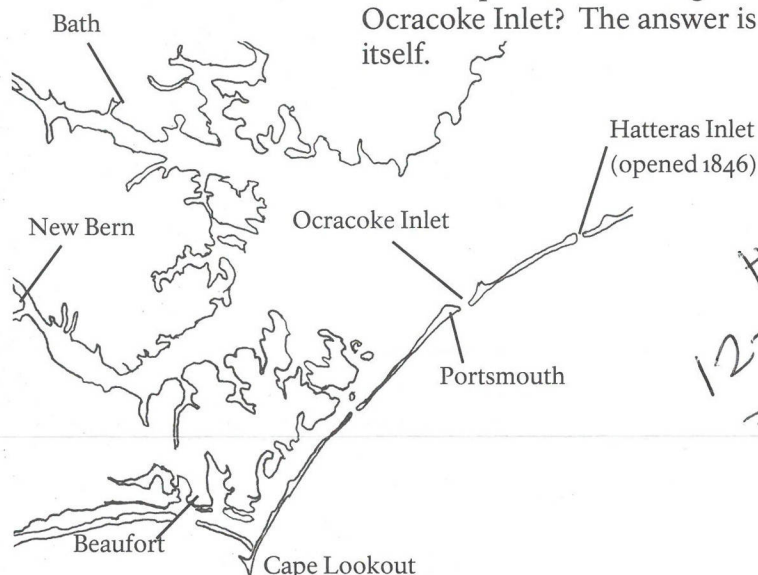 Ocracoke Inlet? The answer is
itself.
Bath
Hatteras Inlet
(opened 1846)
Ocracoke Inlet
New Bern
Portsmouth
12
Beaufort
Cape Lookout